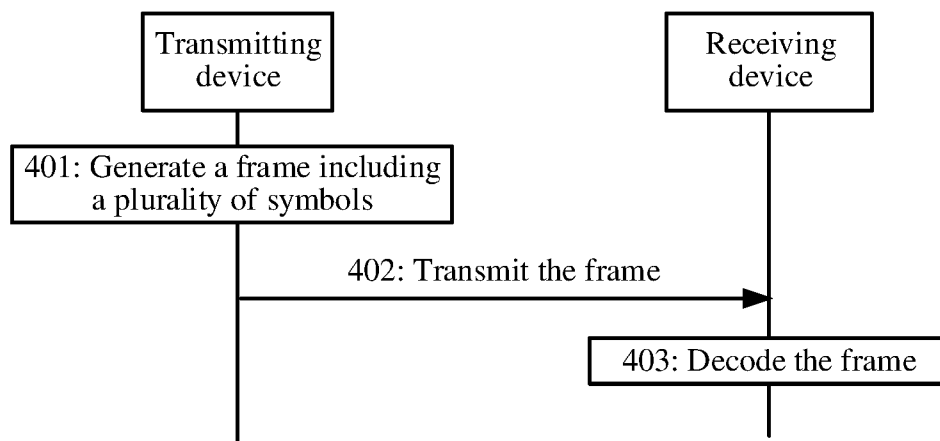 Transmitting
device
Receiving
device
401: Generate a frame including
a plurality of symbols
402: Transmit the frame
403: Decode the frame